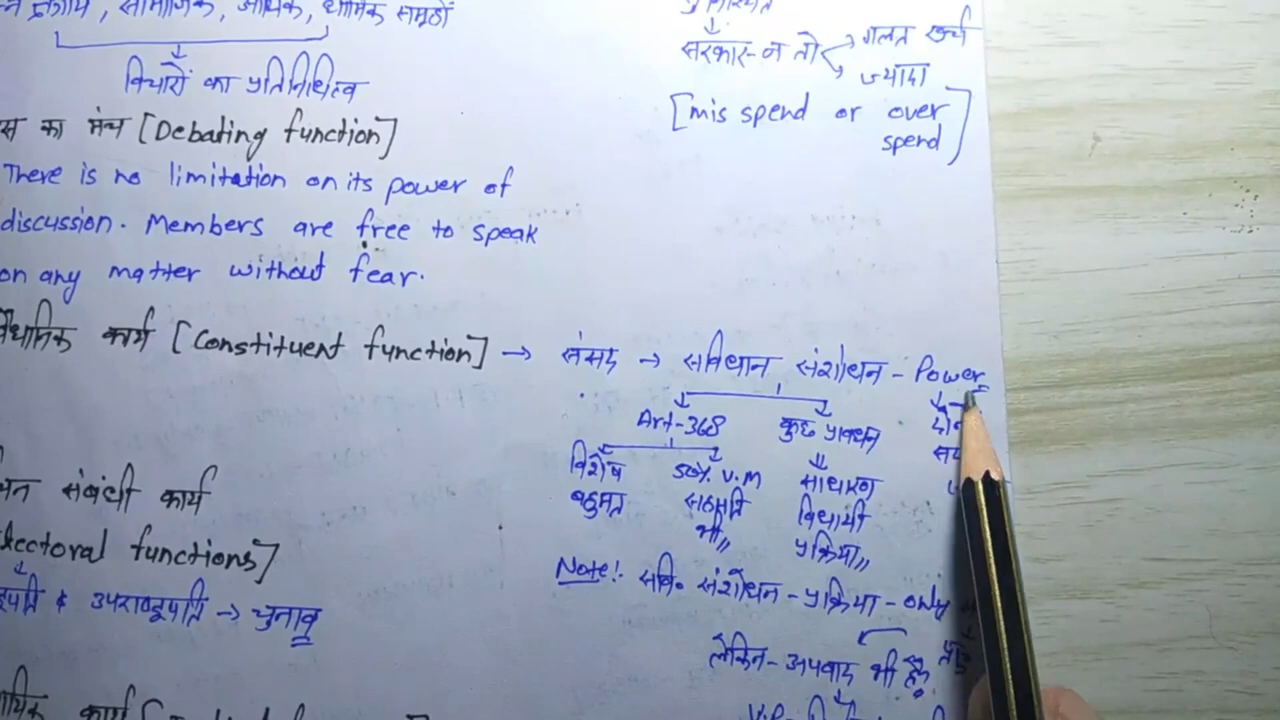 सामाजिक, आर्थिक, धार्मिक समूहों
विचारों का प्रतिनिधित्व
का मंच [Debating function]
There is no limitation on its power of
discussion. Members are free to speak
on any matter without fear.
सरकार - न तो
गलत खर्च
ज्यादा
[mis spend or over
spend]
कार्य [Constituent function] → संसद → संविधान संशोधन - Power
Art-368
कुछ प्रावधान
विशेष
बहुमत
50% V.M
सहमति
भी,,
साधारण
विधायी
प्रक्रिया,,
संबंधी कार्य
functions]
& उपराष्ट्रपति → चुनाव
Note!- संवि० संशोधन - प्रक्रिया - only
लेकिन - अपवाद भी है
कार्य